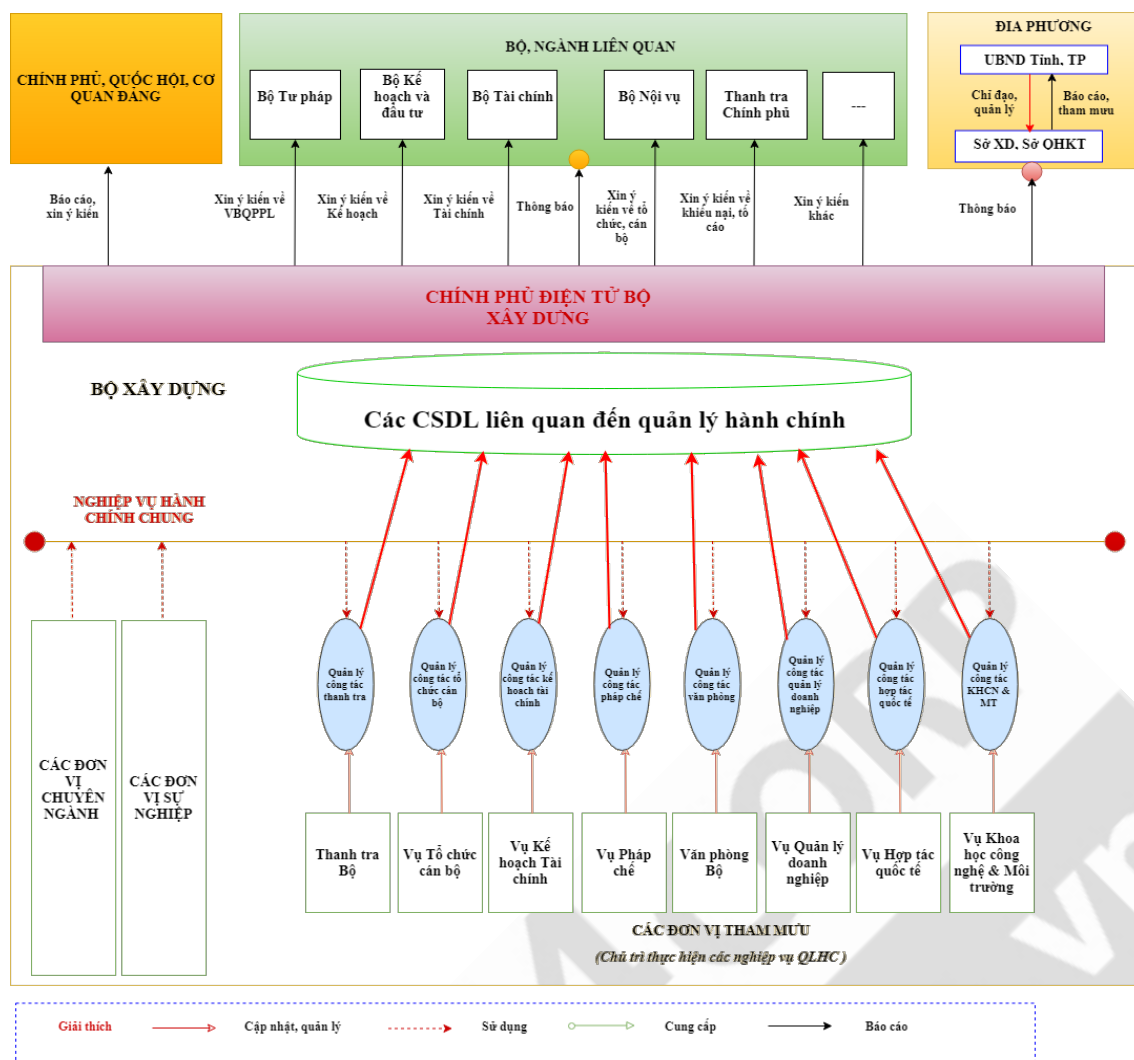 CHÍNH PHỦ, QUỐC HỘI, CƠ
QUAN ĐẢNG
BỘ, NGÀNH LIÊN QUAN
Bộ Tư pháp
Bộ Kế
hoạch và
đầu tư
Bộ Tài chính
Bộ Nội vụ
Thanh tra
Chính phủ
---
ĐIA PHƯƠNG
UBND Tỉnh, TP
Chỉ đạo,
quản lý
Báo cáo,
tham mưu
Sở XD, Sở QHKT
Báo cáo,
xin ý kiến
Xin ý kiến về
VBQPPL
Xin ý kiến về
Kế hoạch
Xin ý kiến về
Tài chính
Thông báo
Xin ý
kiến về tổ
chức, cán
bộ
Xin ý kiến về
khiếu nại, tố
cáo
Xin ý kiến
khác
Thông báo
CHÍNH PHỦ ĐIỆN TỬ BỘ
XÂY DỰNG
BỘ XÂY DỰNG
Các CSDL liên quan đến quản lý hành chính
NGHIỆP VỤ HÀNH
CHÍNH CHUNG
CÁC ĐƠN
VỊ
CHUYÊN
NGÀNH
CÁC ĐƠN
VỊ SỰ
NGHIỆP
Quản lý
công tác
thanh tra
Quản lý
công tác tổ
chức cán
bộ
Quản lý
công tác kế
hoạch tài
chính
Quản lý
công tác
pháp chế
Quản lý
công tác
văn phòng
Quản lý
công tác
quản lý
doanh
nghiệp
Quản lý
công tác
hợp tác
quốc tế
Quản lý
công tác
KHCN &
MT
Thanh tra
Bộ
Vụ Tổ chức
cán bộ
Vụ Kế
hoạch Tài
chính
Vụ Pháp
chế
Văn phòng
Bộ
Vụ Quản lý
doanh
nghiệp
Vụ Hợp tác
quốc tế
Vụ Khoa
học công
nghệ & Môi
trường
CÁC ĐƠN VỊ THAM MƯU
(Chủ trì thực hiện các nghiệp vụ QLHC )
Giải thích
Cập nhật, quản lý
Sử dụng
Cung cấp
Báo cáo